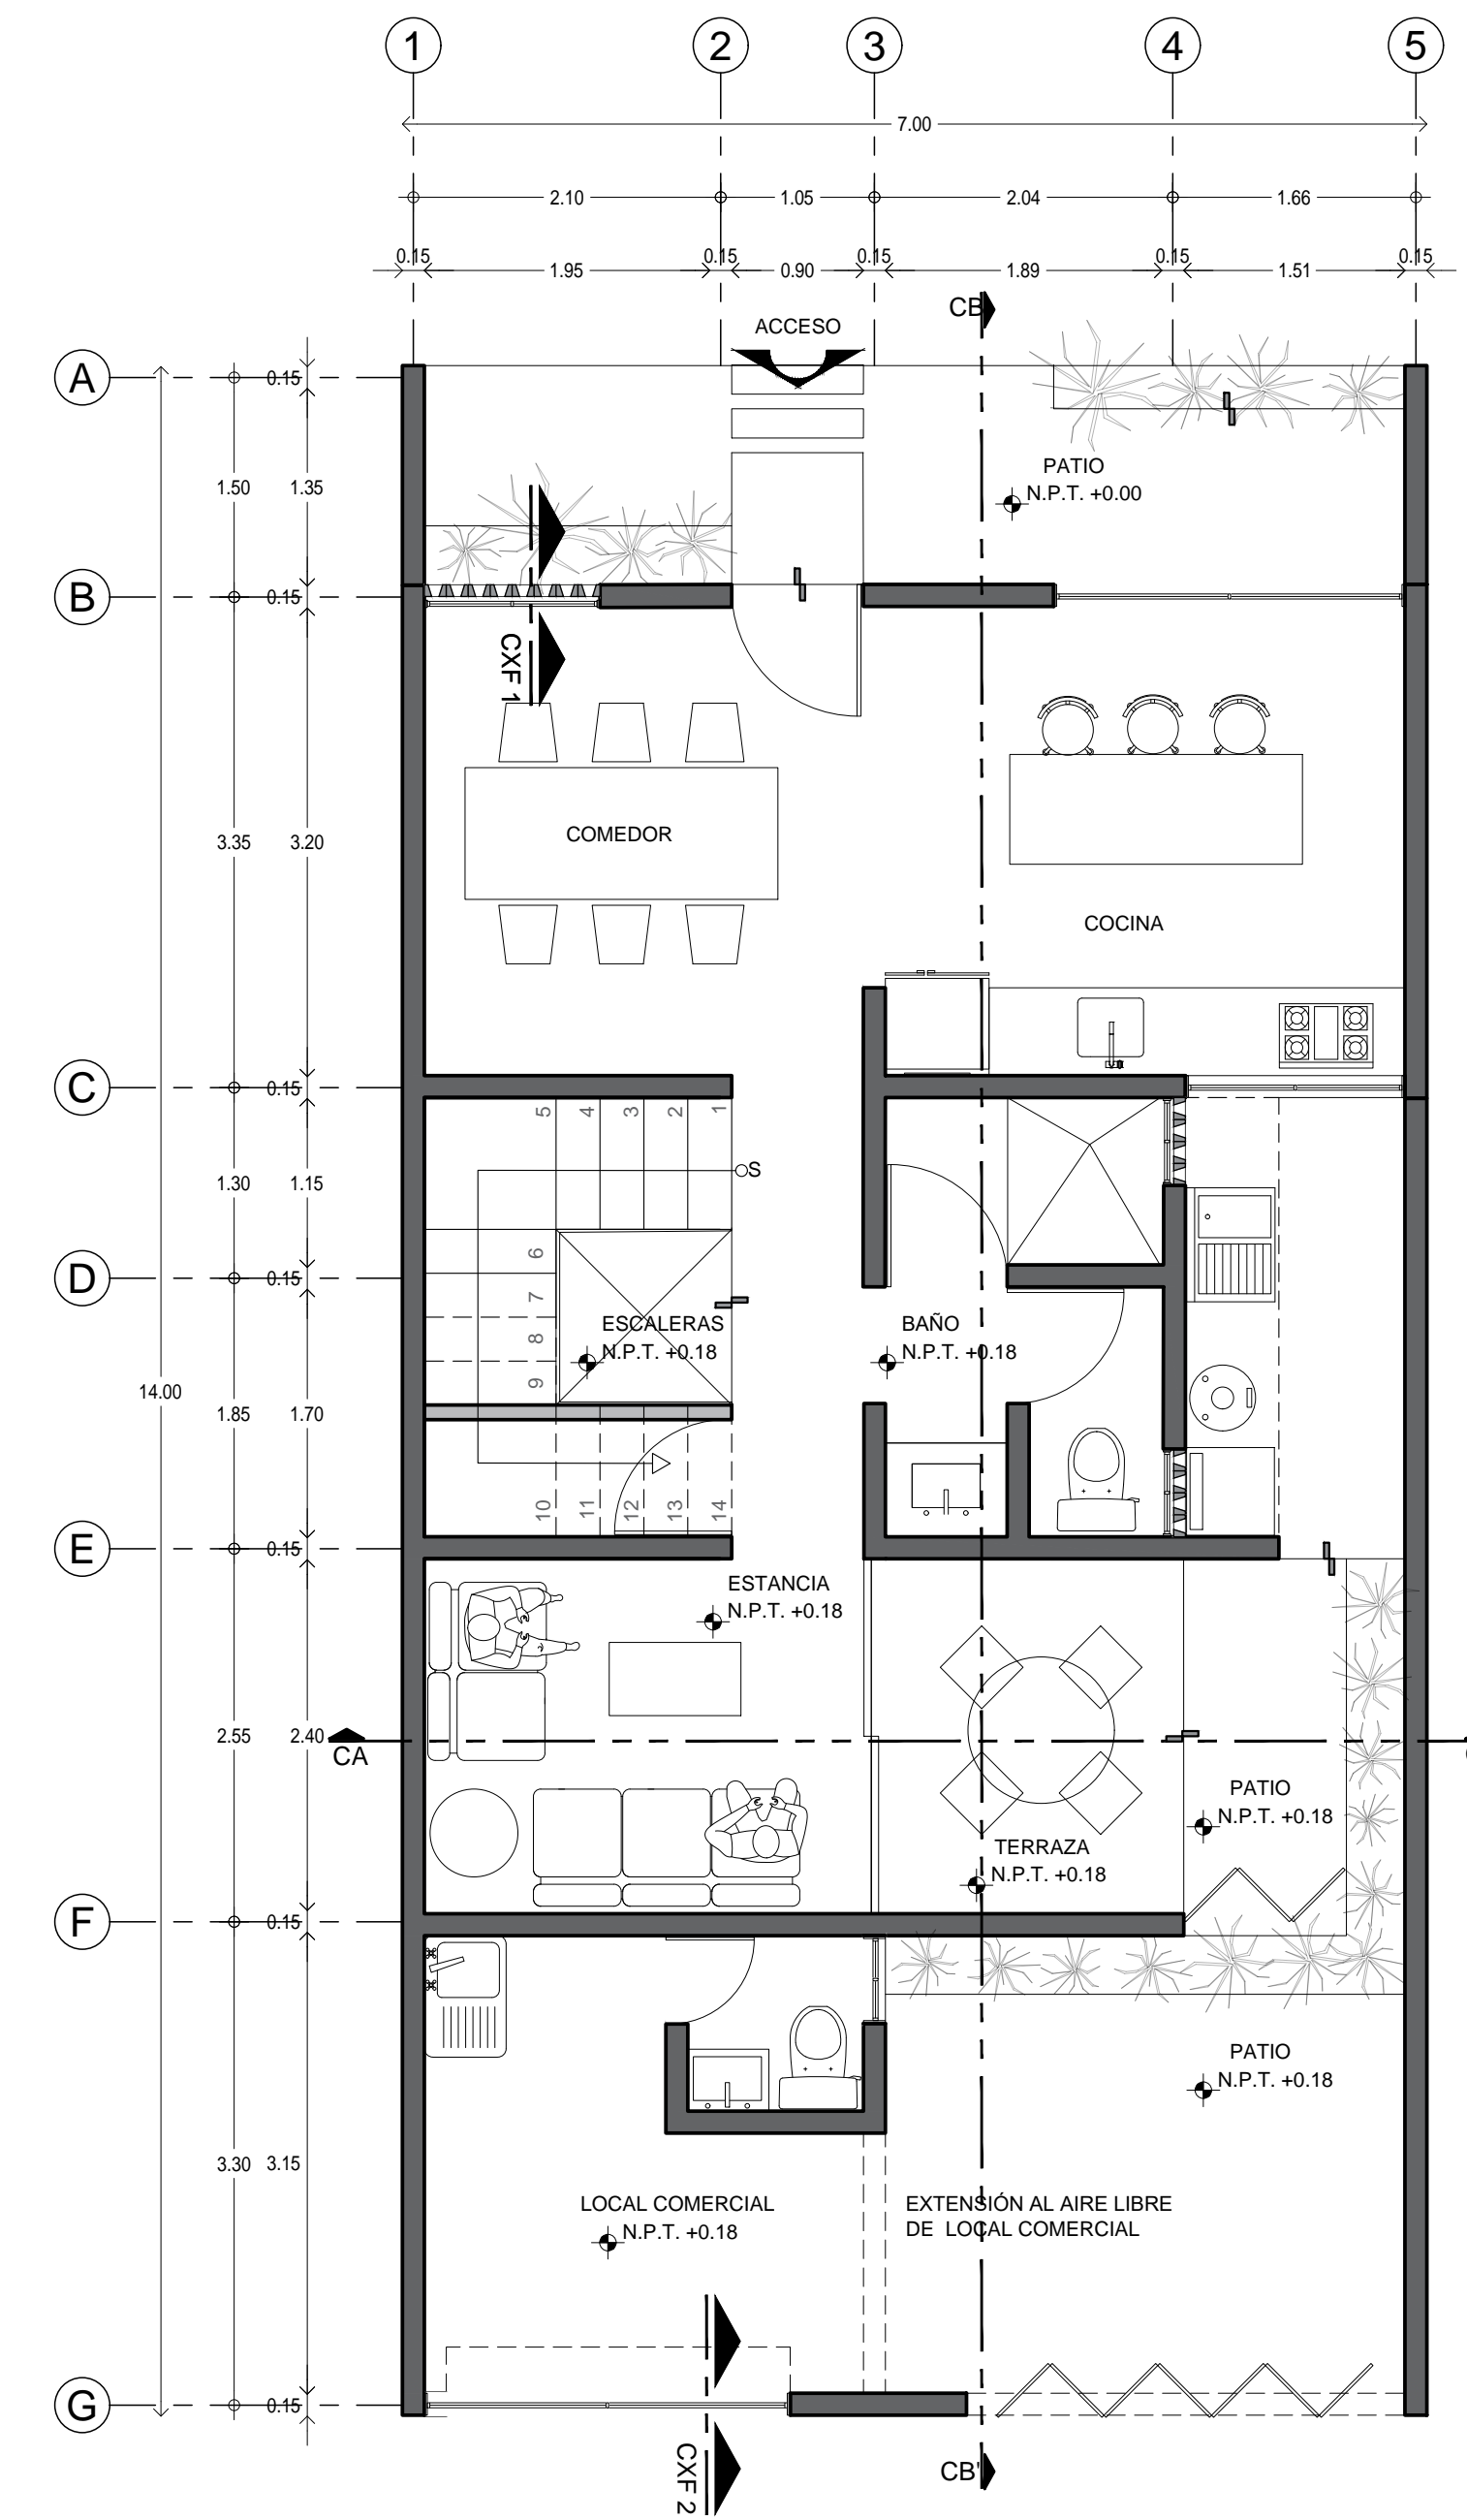 1 2 3 4 5
7.00
2.10 1.05 2.04 1.66
0.15 0.15 0.15 0.15 0.15
1.95 0.90 1.89 1.51
CB
ACCESO
A 0.15
PATIO
1.50 1.35 N.P.T. +0.00
B 0.15
CXF 1
3.35 3.20 COMEDOR
COCINA
C 0.15
5 4 3 2 1
1.30 1.15 S
D 0.15
6
7
8
9
ESCALERAS
N.P.T. +0.18
BAÑO
N.P.T. +0.18
14.00
1.85 1.70
10 11 12 13 14
E 0.15
ESTANCIA
N.P.T. +0.18
2.55 2.40
CA
PATIO
N.P.T. +0.18
TERRAZA
N.P.T. +0.18
F 0.15
PATIO
N.P.T. +0.18
3.30 3.15
LOCAL COMERCIAL
N.P.T. +0.18
EXTENSIÓN AL AIRE LIBRE
DE LOCAL COMERCIAL
G 0.15
CXF 2
CB'